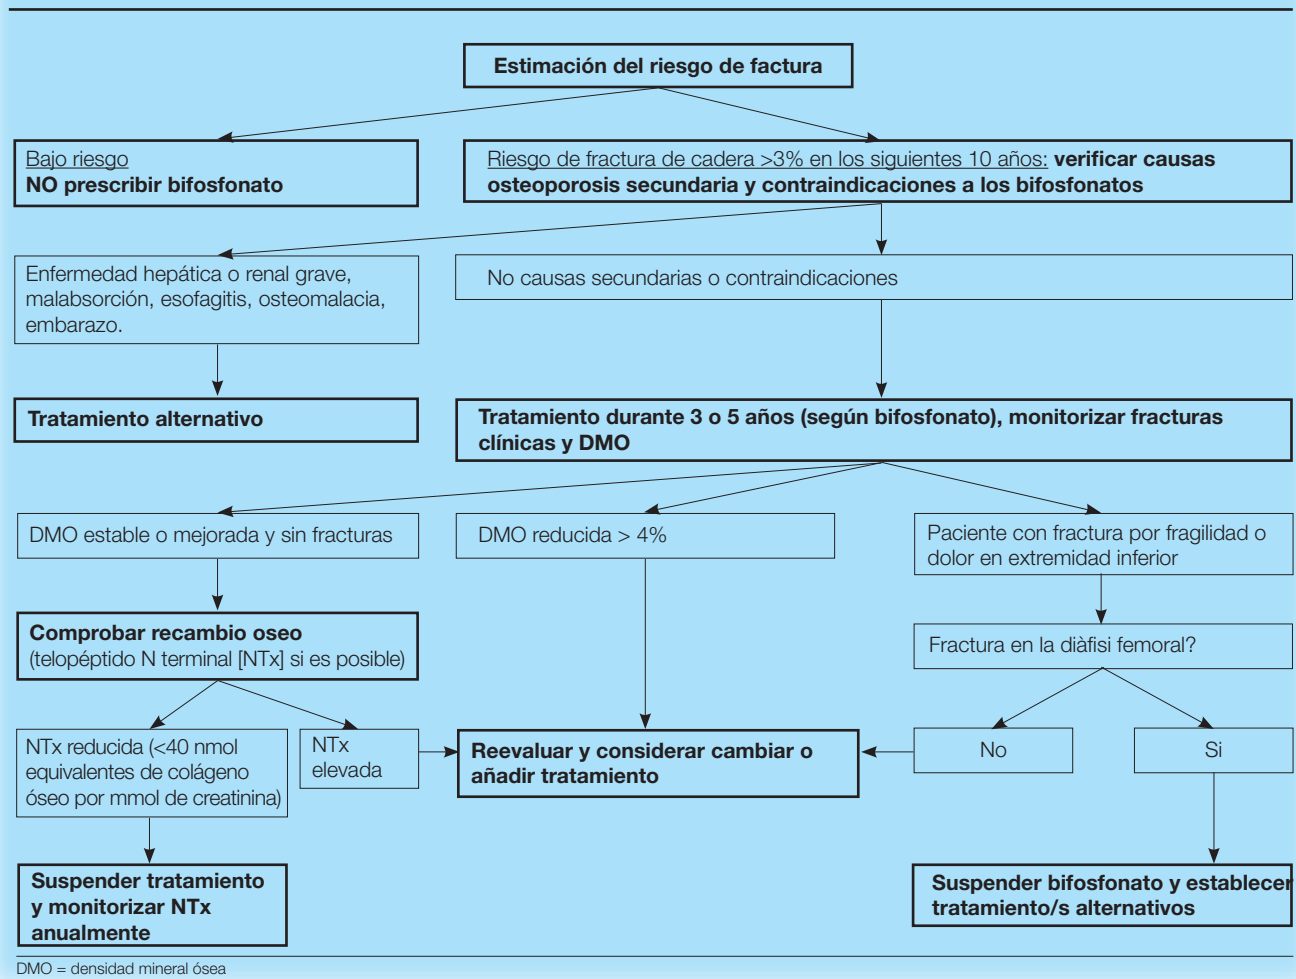 Estimación del riesgo de factura
Bajo riesgo
NO prescribir bifosfonato
Riesgo de fractura de cadera >3% en los siguientes 10 años: verificar causas
osteoporosis secundaria y contraindicaciones a los bifosfonatos
Enfermedad hepática o renal grave,
malabsorción, esofagitis, osteomalacia,
embarazo.
No causas secundarias o contraindicaciones
Tratamiento alternativo
Tratamiento durante 3 o 5 años (según bifosfonato), monitorizar fracturas
clínicas y DMO
DMO estable o mejorada y sin fracturas
DMO reducida > 4%
Paciente con fractura por fragilidad o
dolor en extremidad inferior
Comprobar recambio oseo
(telopéptido N terminal [NTx] si es posible)
Fractura en la diàfisi femoral?
NTx reducida (<40 nmol
equivalentes de colágeno
óseo por mmol de creatinina)
NTx
elevada
Reevaluar y considerar cambiar o
añadir tratamiento
No
Si
Suspender tratamiento
y monitorizar NTx
anualmente
Suspender bifosfonato y establecer
tratamiento/s alternativos
DMO = densidad mineral ósea